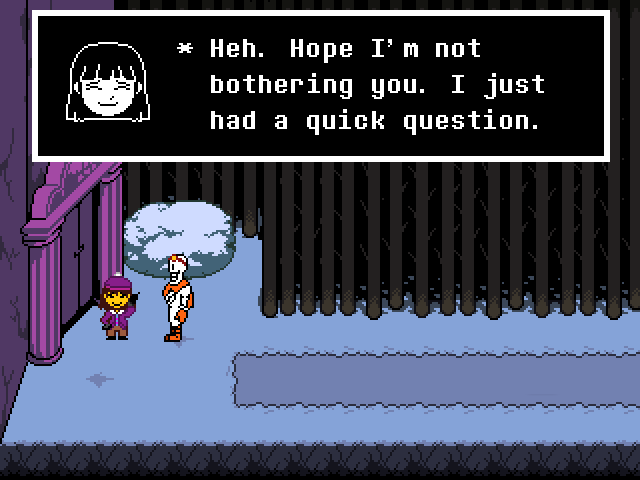 * Heh. Hope I'm not
bothering you. I just
had a quick question.